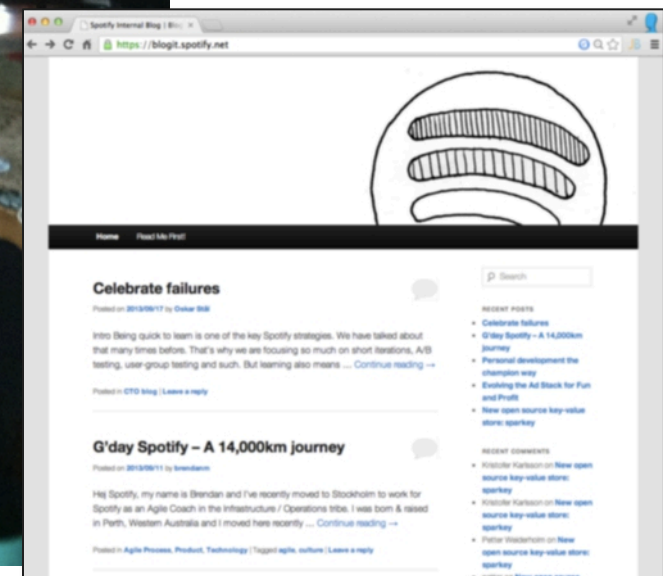 Spotify Internal Blog | Blog
https://blogit.spotify.net
Home Read Me First!
Celebrate failures
Posted on 2013/09/17 by Oskar Stål
Intro Being quick to learn is one of the key Spotify strategies. We have talked about
that many times before. That's why we are focusing so much on short iterations, A/B
testing, user-group testing and such. But learning also means ... Continue reading →
Posted in CTO blog | Leave a reply
G'day Spotify – A 14,000km journey
Posted on 2013/09/11 by brendanm
Hej Spotify, my name is Brendan and I've recently moved to Stockholm to work for
Spotify as an Agile Coach in the Infrastructure / Operations tribe. I was born & raised
in Perth, Western Australia and I moved here recently ... Continue reading →
Posted in Agile Process, Product, Technology | Tagged agile, culture | Leave a reply
Search
RECENT POSTS
Celebrate failures
G'day Spotify – A 14,000km
journey
Personal development the
champion way
Evolving the Ad Stack for Fun
and Profit
New open source key-value
store: sparkey
RECENT COMMENTS
Kristofer Karlsson on New open
source key-value store:
sparkey
Kristofer Karlsson on New open
source key-value store:
sparkey
Petter Weiderholm on New
open source key-value store:
sparkey